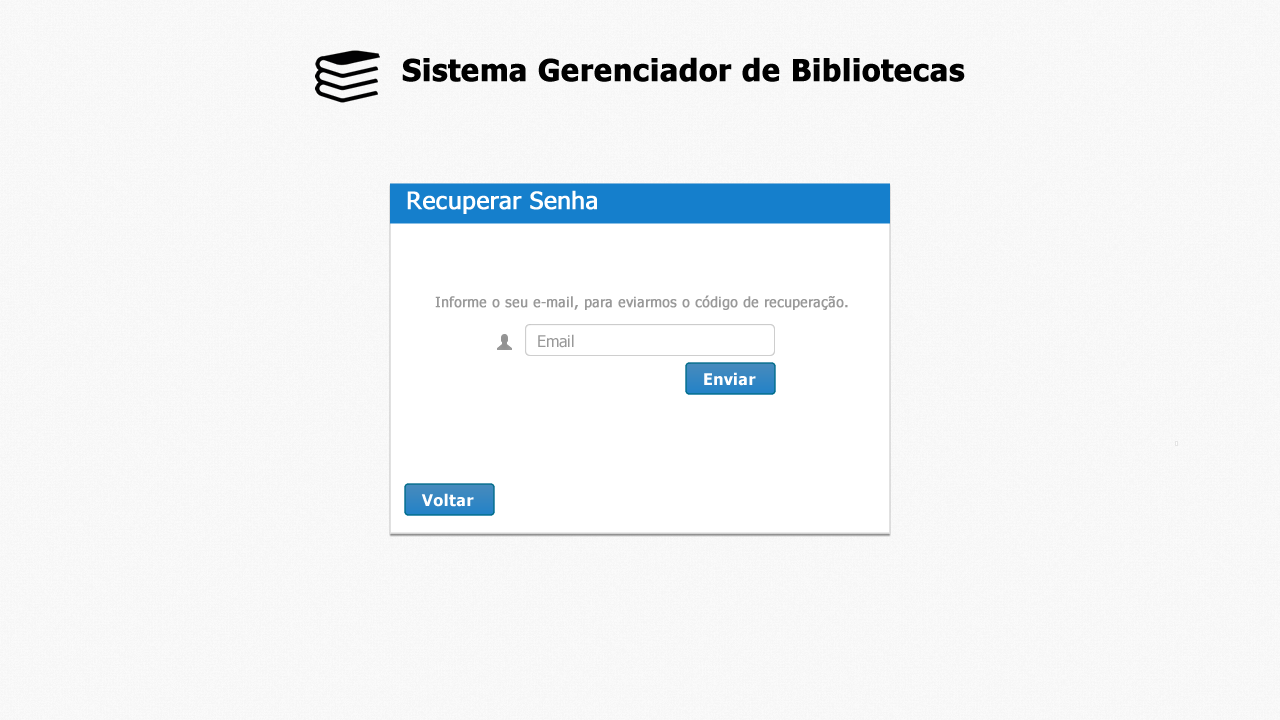 Sistema Gerenciador de Bibliotecas
Recuperar Senha
Informe o seu e-mail, para eviarmos o código de recuperação.
Email
Enviar
Voltar